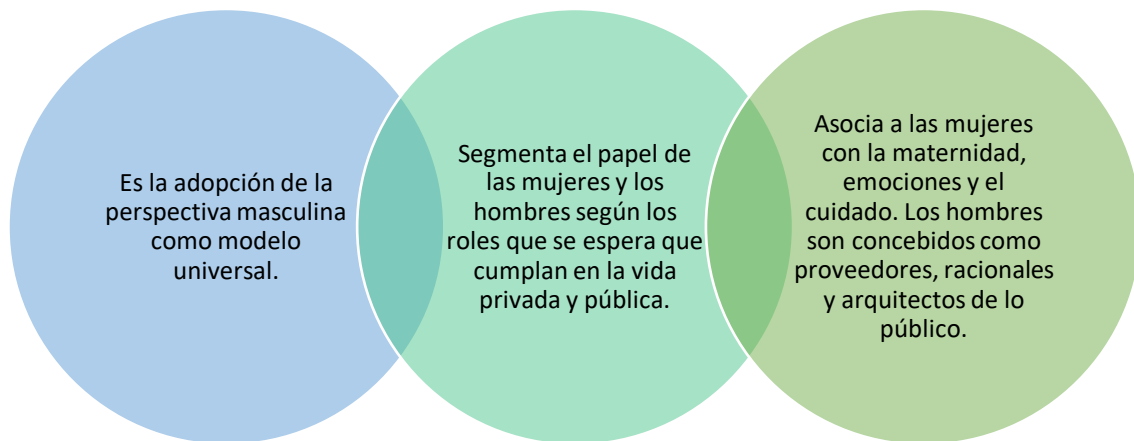 Es la adopción de la
perspectiva masculina
como modelo
universal.
Segmenta el papel de
las mujeres y los
hombres según los
roles que se espera que
cumplan en la vida
privada y pública.
Asocia a las mujeres
con la maternidad,
emociones y el
cuidado. Los hombres
son concebidos como
proveedores, racionales
y arquitectos de lo
público.